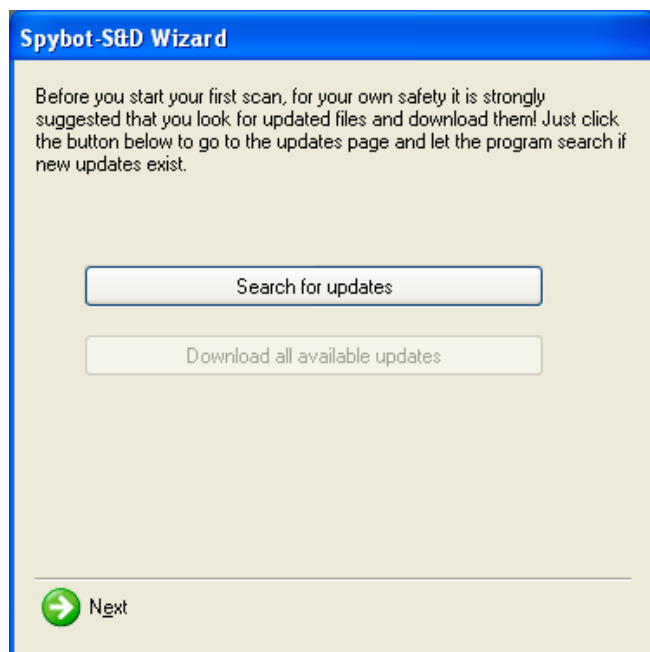 Spybot-S&D Wizard
Before you start your first scan, for your own safety it is strongly
suggested that you look for updated files and download them! Just click
the button below to go to the updates page and let the program search if
new updates exist.
Search for updates
Download all available updates
Next